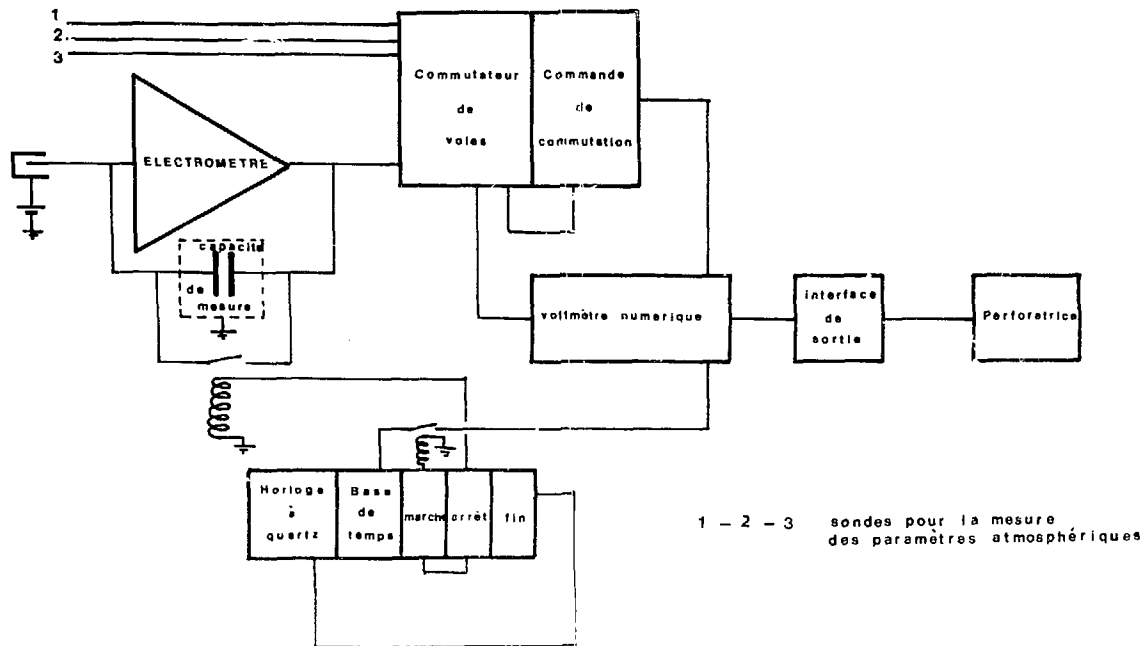 1
2
3
Commutateur
de
voies
Commande
de
commutation
ELECTROMETRE
capacité
de
mesure
voltmètre numerique
interface
de
sortie
Perforatrice
Horloge
à
quartz
Base
de
temps
marche
arrêt
fin
1 - 2 - 3 sondes pour la mesure
des paramètres atmosphériques